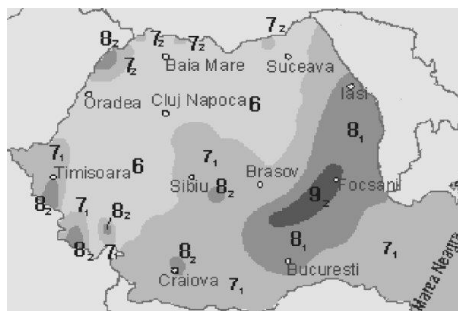 7₂
8₂ 7₂ 7₂
7₂ Baia Mare Suceava
Oradea Iasi
Cluj Napoca 6
8₁
7₁
Timisoara 6 Sibiu 8₂ Brasov Focsani
8₂ 9₂
7₁ 8₂
8₂ 7 8₂ 8₁ 7₁
Craiova 7₁ Bucuresti
Marea Neagra
7₁